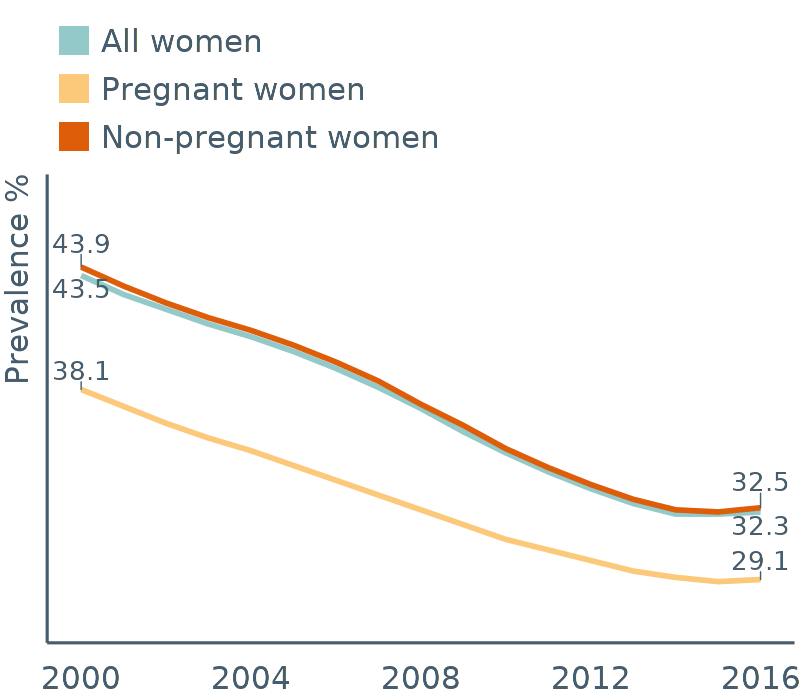 All women
Pregnant women
Non-pregnant women
Prevalence %
43.9
43.5
38.1
32.5
32.3
29.1
2000 2004 2008 2012 2016